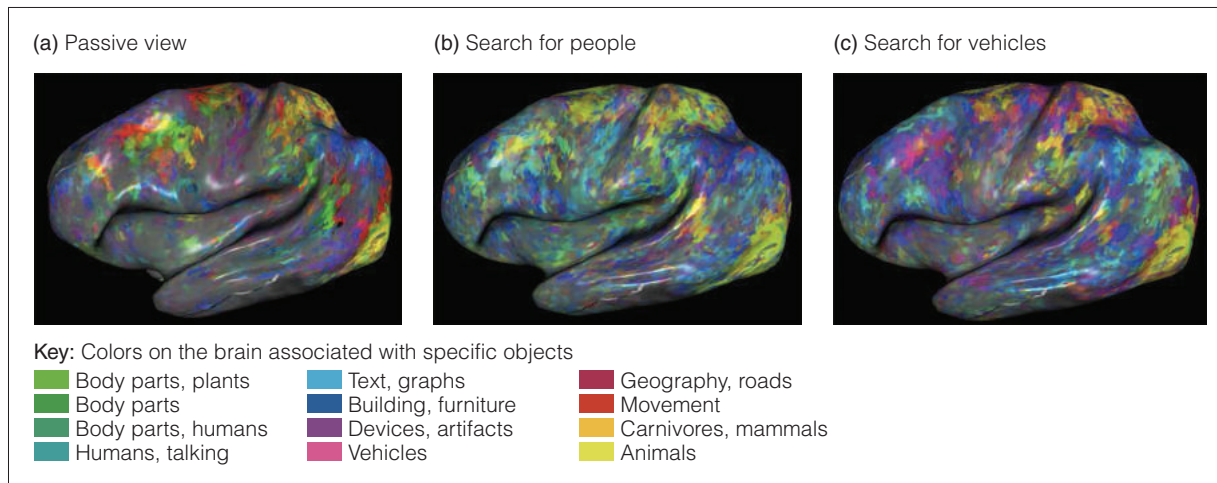 (a) Passive view
(b) Search for people
(c) Search for vehicles
Key: Colors on the brain associated with specific objects
Body parts, plants
Body parts
Body parts, humans
Humans, talking
Text, graphs
Building, furniture
Devices, artifacts
Vehicles
Geography, roads
Movement
Carnivores, mammals
Animals